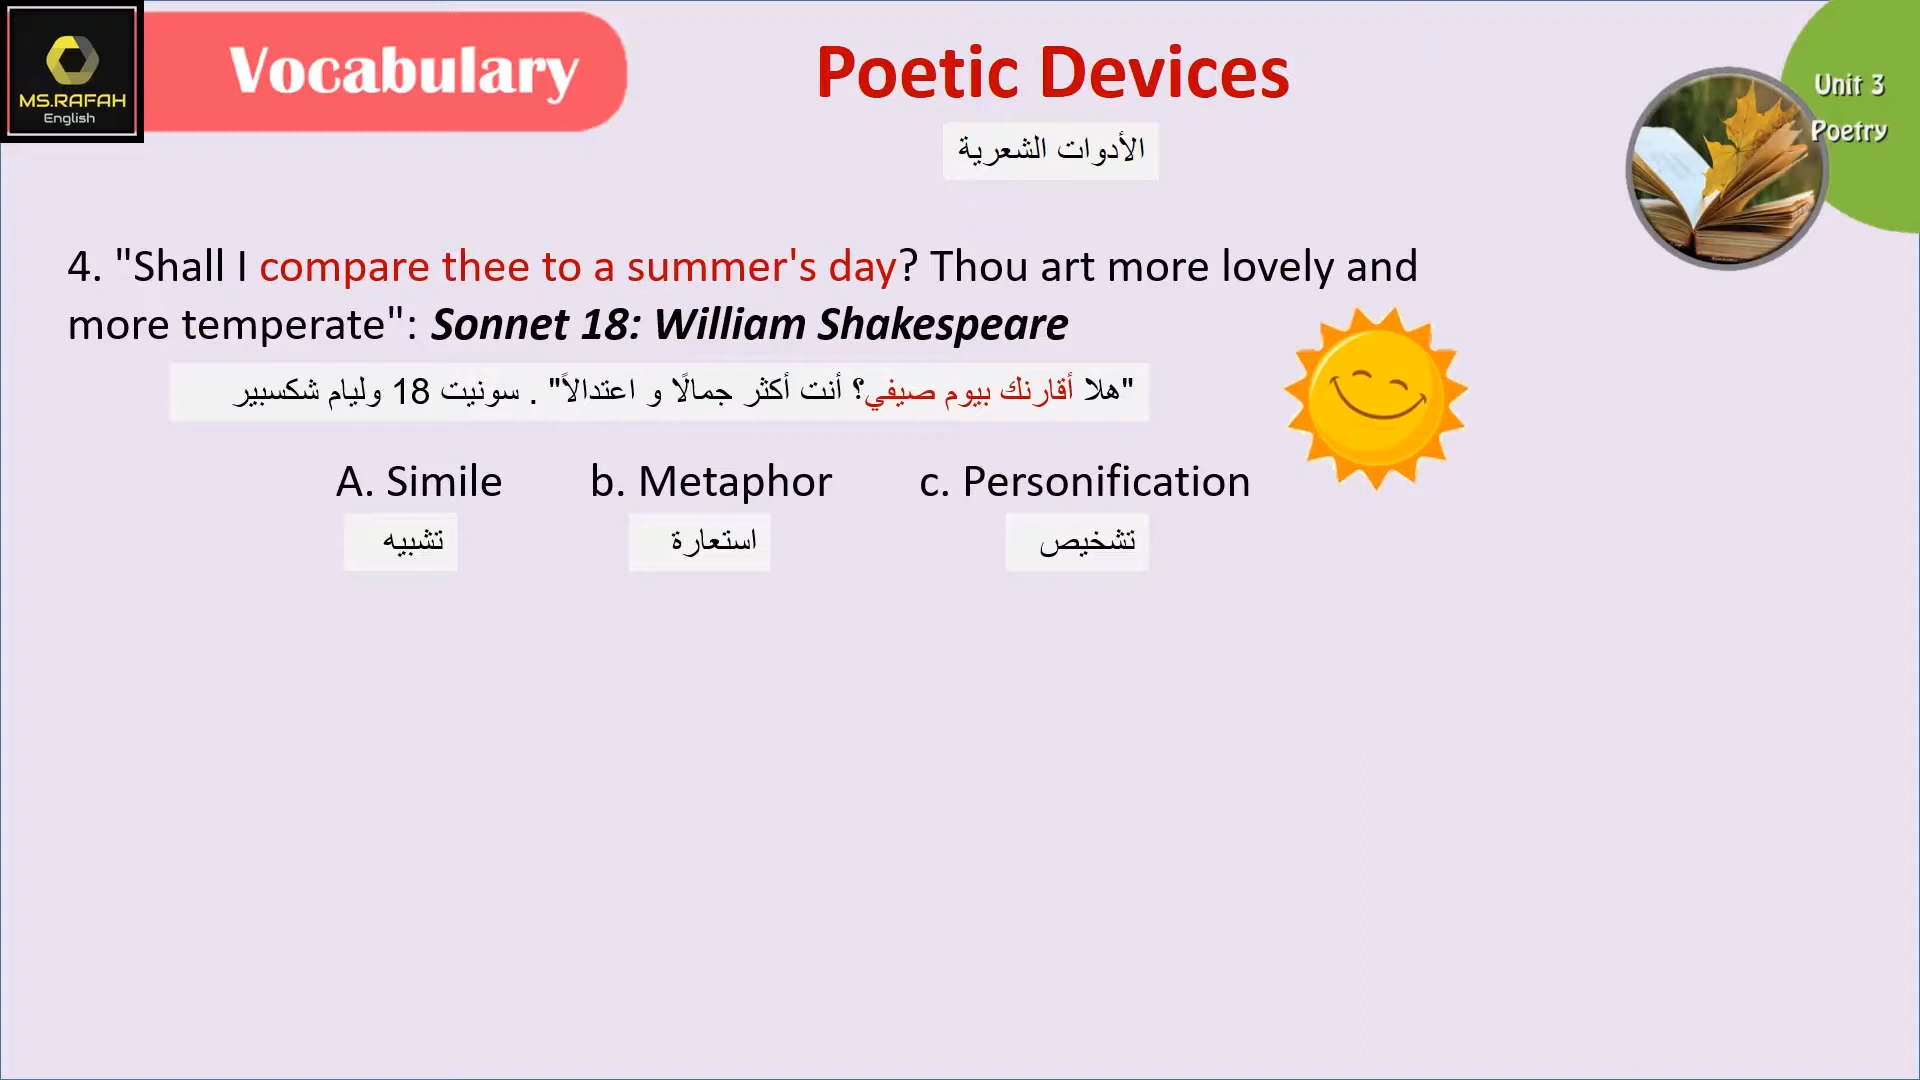 MS.RAFAH
English
Vocabulary
Poetic Devices
Unit 3
Poetry
الأدوات الشعرية
4. "Shall I compare thee to a summer's day? Thou art more lovely and
more temperate": Sonnet 18: William Shakespeare
"هلا أقارنك بيوم صيفي؟ أنت أكثر جمالًا و اعتدالاً" . سونيت 18 وليام شكسبير
A. Simile b. Metaphor c. Personification
تشبيه استعارة تشخيص